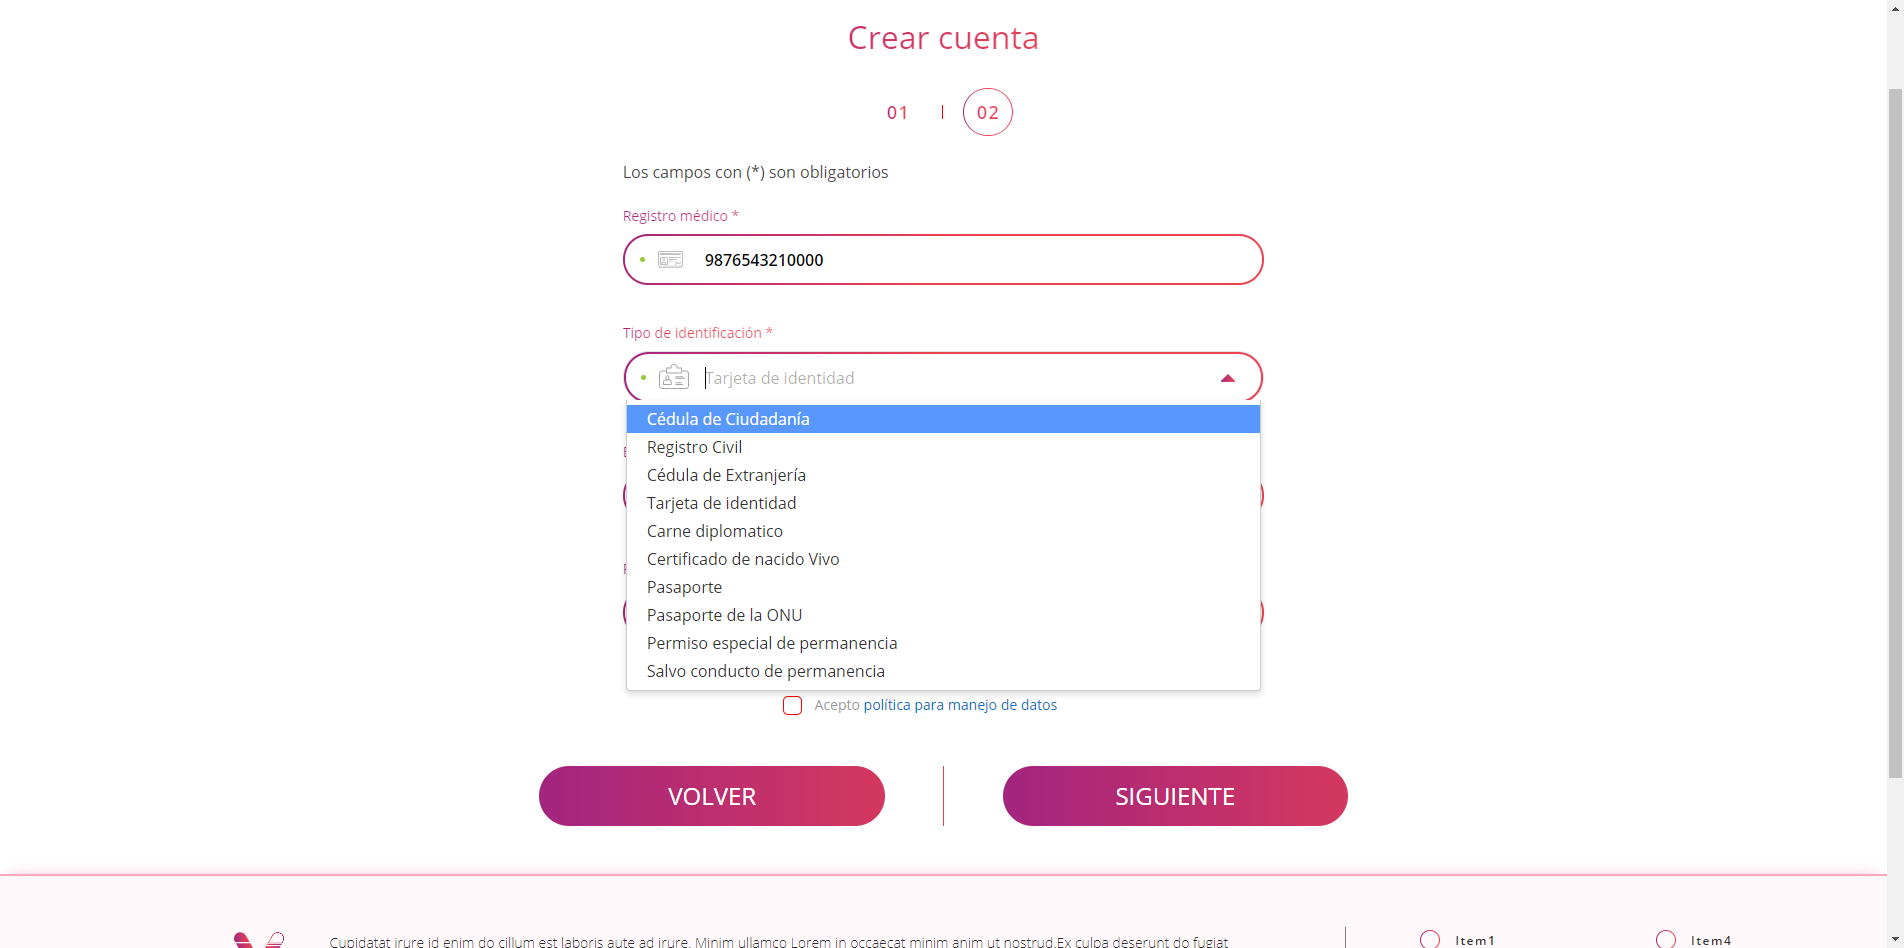 Crear cuenta
01 | 02
Los campos con (*) son obligatorios
Registro médico *
9876543210000
Tipo de identificación *
Tarjeta de identidad
Cédula de Ciudadanía
Registro Civil
Cédula de Extranjería
Tarjeta de identidad
Carne diplomatico
Certificado de nacido Vivo
Pasaporte
Pasaporte de la ONU
Permiso especial de permanencia
Salvo conducto de permanencia
Acepto política para manejo de datos
VOLVER
SIGUIENTE
Cupidatat irure id enim do cillum est laboris aute ad irure. Minim ullamco Lorem in occaecat minim anim ut nostrud.Ex culpa deserunt do fugiat
Item1
Item4